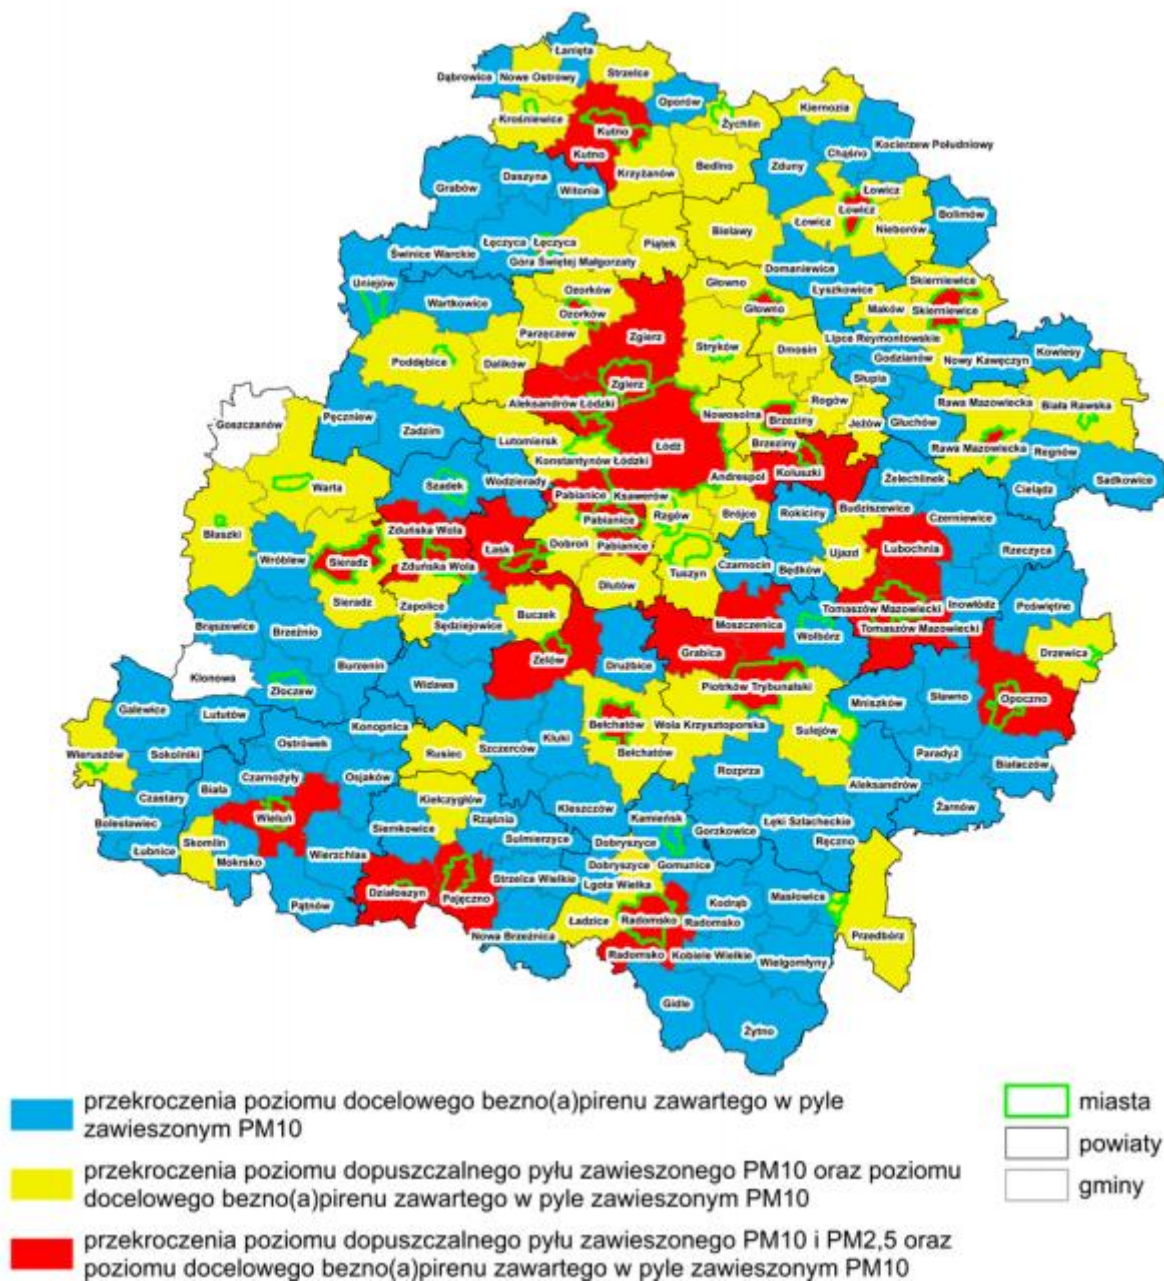 Łanięta
Dąbrowice Nowe Ostrowy Strzelce
Oporów
Krośniewice Kutno Żychlin Kiernozia
Kutno Krzyżanów Bedlno Zduny Chąśno Kocierzew Południowy
Grabów Daszyna Witonia
Łowicz
Łowicz Łowicz Nieborów Bolimów
Świnice Warckie Łęczyca Łęczyca Piątek Bielawy
Góra Świętej Małgorzaty Domaniewice
Uniejów Wartkowice Ozorków Głowno Łyszkowice Skierniewice
Ozorków Głowno Maków Skierniewice
Parzęczew Zgierz Stryków Dmosin Lipce Reymontowskie
Poddębice Dalików Godzianów Nowy Kawęczyn Kowiesy
Zgierz Słupia
Aleksandrów Łódzki Nowosolna Rogów Rawa Mazowiecka Biała Rawska
Goszczanów Pęczniew Zadzim Brzeziny Jeżów Głuchów
Lutomiersk Łódź Brzeziny Rawa Mazowiecka Regnów
Konstantynów Łódzki Andrespol Koluszki
Warta Szadek Wodzierady Żelechlinek Cielądz Sadkowice
Pabianice Ksawerów Rzgów Brójce Rokiciny Budziszewice Czerniewice
Błaszki Wróblew Sieradz Zduńska Wola Łask Dobroń Pabianice
Pabianice Tuszyn Czarnocin Ujazd Lubochnia Rzeczyca
Zduńska Wola Będków
Sieradz Zapolice Dłutów
Sędziejowice Buczek Moszczenica Tomaszów Mazowiecki Inowłódz Poświętne
Brąszewice Brzeźnio Wolbórz Tomaszów Mazowiecki
Klonowa Burzenin Widawa Zelów Drużbice Grabica Drzewica
Złoczew Piotrków Trybunalski Mniszków Sławno Opoczno
Galewice Lututów Konopnica Bełchatów Wola Krzysztoporska Sulejów
Wieruszów Sokolniki Ostrówek Rusiec Szczerców Kluki Bełchatów Paradyż Białaczów
Biała Czarnożyły Osjaków Rozprza Aleksandrów
Czastary Kiełczygłów Kleszczów Żarnów
Bolesławiec Wieluń Siemkowice Rząśnia Kamieńsk Gorzkowice Łęki Szlacheckie
Łubnice Skomlin Mokrsko Wierzchlas Sulmierzyce Dobryszyce Ręczno
Dobryszyce Gomunice
Działoszyn Pajęczno Strzelce Wielkie Lgota Wielka Masłowice
Pątnów Ładzice Radomsko Kodrąb
Radomsko Przedbórz
Nowa Brzeźnica Radomsko Kobiele Wielkie Wielgomłyny
Gidle
Żytno
przekroczenia poziomu docelowego bezno(a)pirenu zawartego w pyle
zawieszonym PM10
przekroczenia poziomu dopuszczalnego pyłu zawieszonego PM10 oraz poziomu
docelowego bezno(a)pirenu zawartego w pyle zawieszonym PM10
przekroczenia poziomu dopuszczalnego pyłu zawieszonego PM10 i PM2,5 oraz
poziomu docelowego bezno(a)pirenu zawartego w pyle zawieszonym PM10
miasta
powiaty
gminy